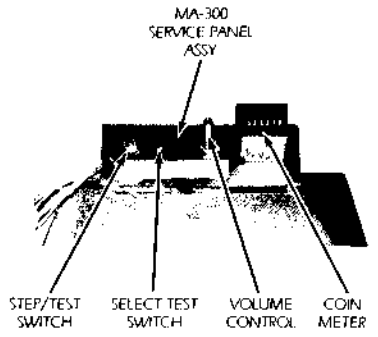 MA-300
SERVICE PANEL
ASSY
STEP/TEST
SWITCH
SELECT TEST
SWITCH
VOLUME
CONTROL
COIN
METER